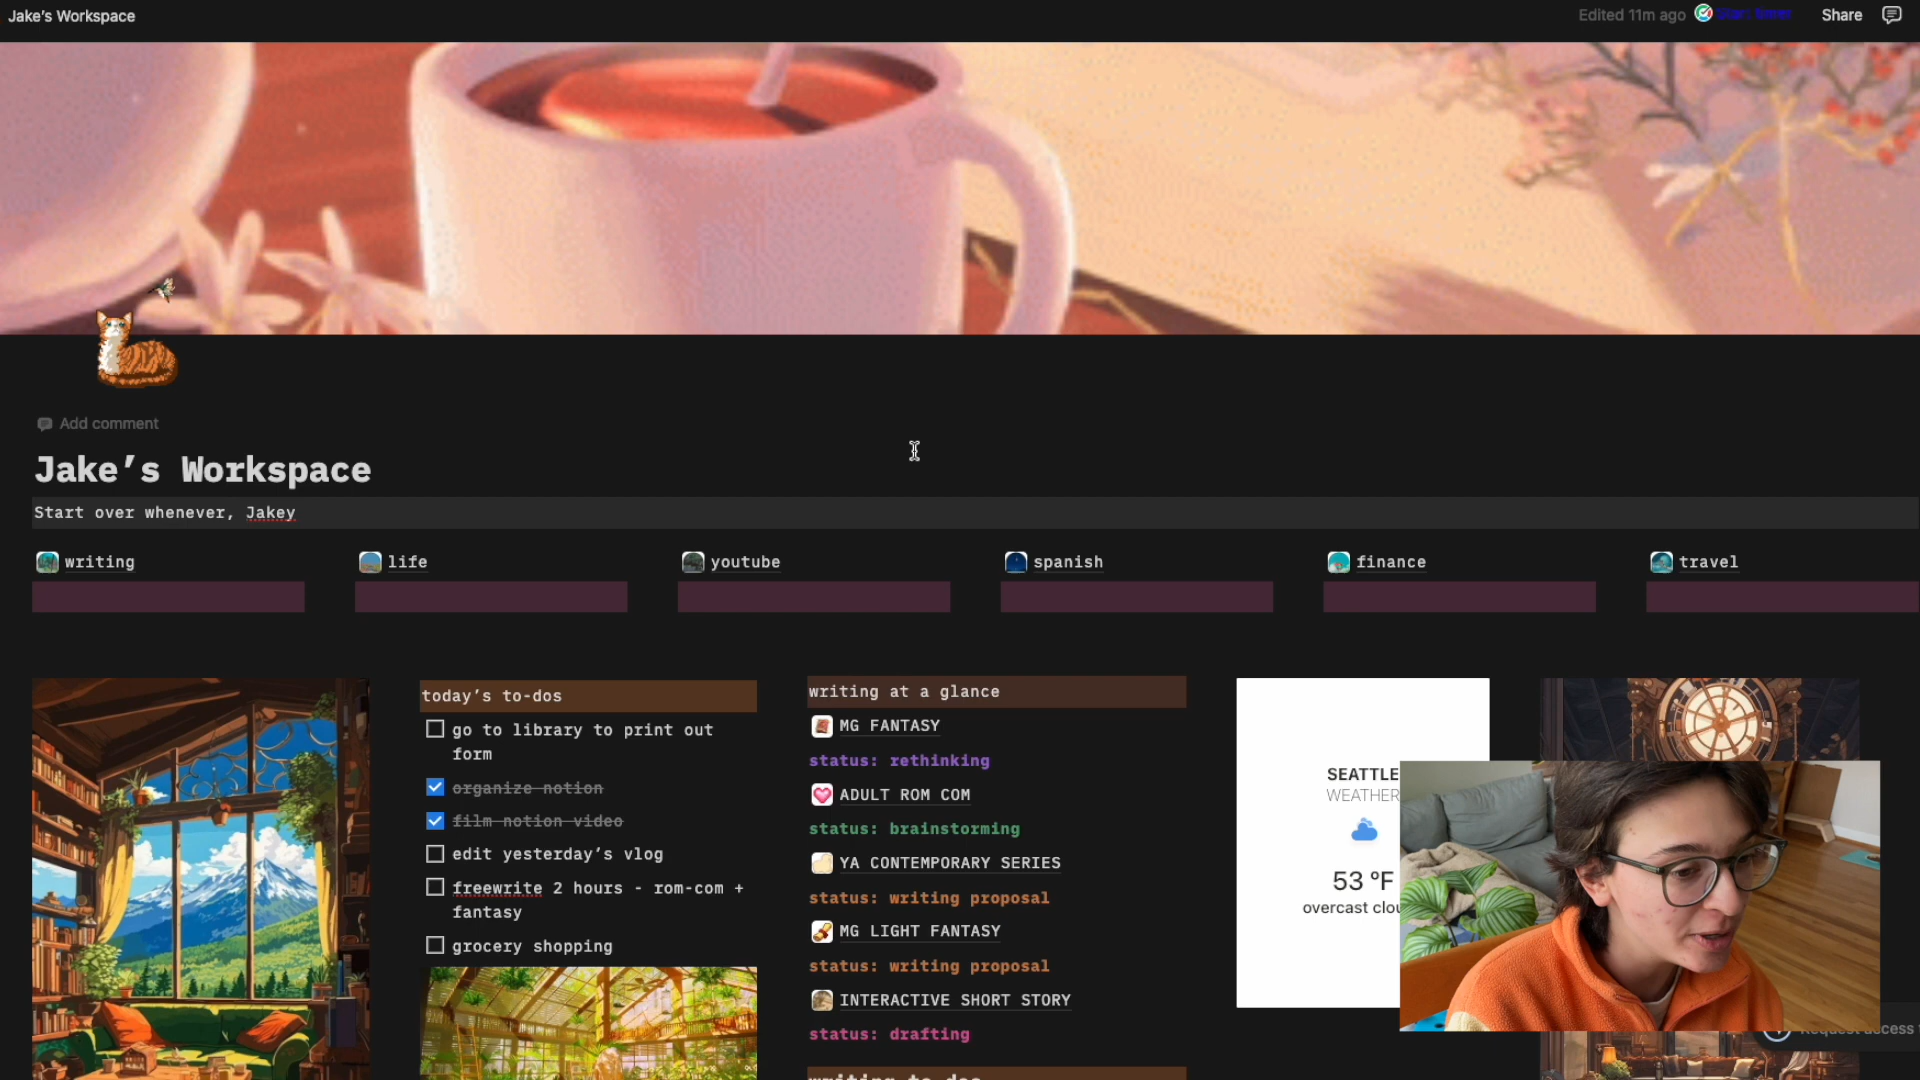 Jake's Workspace
Edited 11m ago
Share
Add comment
Jake's Workspace
Start over whenever, Jakey
writing
life
youtube
spanish
finance
travel
today's to-dos
go to library to print out
form
organize notion
film notion video
edit yesterday's vlog
freewrite 2 hours - rom-com +
fantasy
grocery shopping
writing at a glance
MG FANTASY
status: rethinking
ADULT ROM COM
status: brainstorming
YA CONTEMPORARY SERIES
status: writing proposal
MG LIGHT FANTASY
status: writing proposal
INTERACTIVE SHORT STORY
status: drafting
SEATTLE
WEATHER
53 °F
overcast clou
Request access